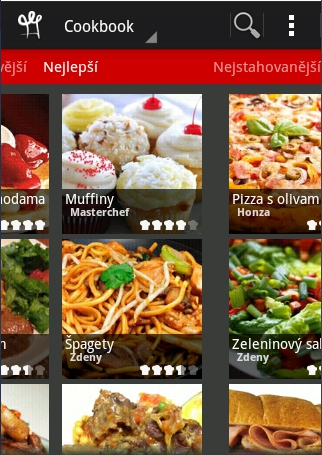 Cookbook
vější Nejlepší Nejstahovanější
hodama
Muffiny
Masterchef
Pizza s olivam
Honza
n
Špagety
Zdeny
Zeleninový sal
Zdeny